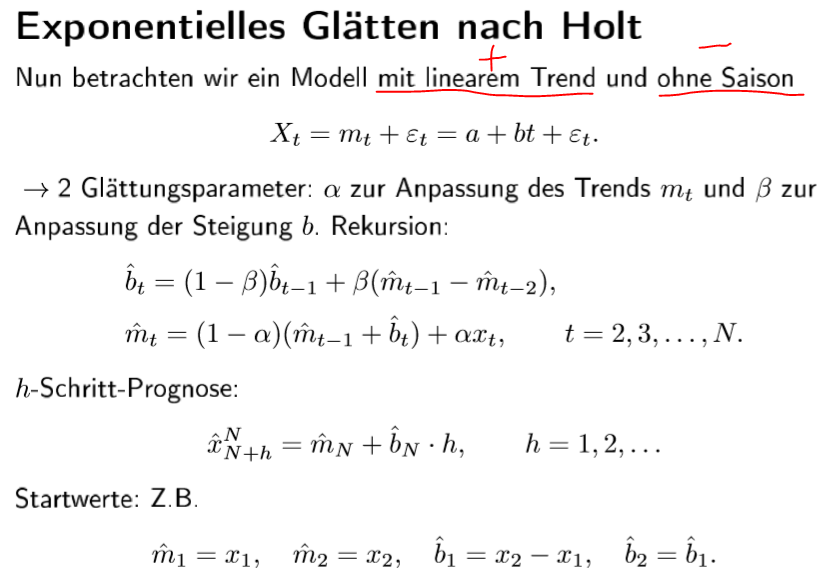 Exponentielles Glätten nach Holt
+ −
Nun betrachten wir ein Modell mit linearem Trend und ohne Saison
$X_t = m_t + \varepsilon_t = a + bt + \varepsilon_t.$
→ 2 Glättungsparameter: $\alpha$ zur Anpassung des Trends $m_t$ und $\beta$ zur
Anpassung der Steigung $b$. Rekursion:
$\hat{b}_t = (1 - \beta)\hat{b}_{t-1} + \beta(\hat{m}_{t-1} - \hat{m}_{t-2}),$
$\hat{m}_t = (1 - \alpha)(\hat{m}_{t-1} + \hat{b}_t) + \alpha x_t, \quad t = 2, 3, \ldots, N.$
$h$-Schritt-Prognose:
$\hat{x}^N_{N+h} = \hat{m}_N + \hat{b}_N \cdot h, \quad h = 1, 2, \ldots$
Startwerte: Z.B.
$\hat{m}_1 = x_1, \quad \hat{m}_2 = x_2, \quad \hat{b}_1 = x_2 - x_1, \quad \hat{b}_2 = \hat{b}_1.$